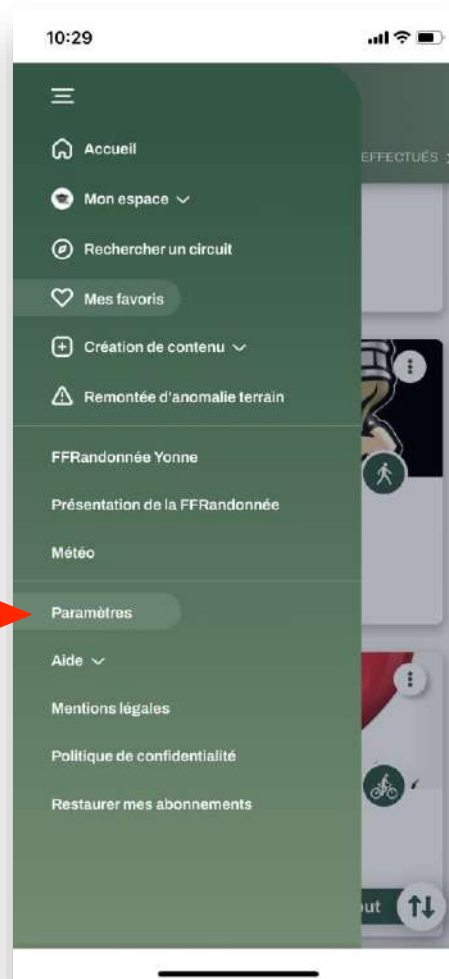 10:29
Accueil
EFFECTUÉS
Mon espace
Rechercher un circuit
Mes favoris
Création de contenu
Remontée d'anomalie terrain
FFRandonnée Yonne
Présentation de la FFRandonnée
Météo
Paramètres
Aide
Mentions légales
Politique de confidentialité
Restaurer mes abonnements